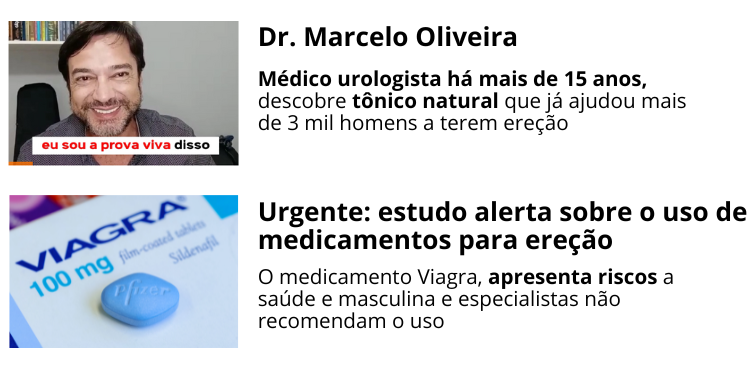 Dr. Marcelo Oliveira
Médico urologista há mais de 15 anos,
descobre tônico natural que já ajudou mais
de 3 mil homens a terem ereção
eu sou a prova viva disso
Urgente: estudo alerta sobre o uso de
medicamentos para ereção
O medicamento Viagra, apresenta riscos a
saúde e masculina e especialistas não
recomendam o uso
VIAGRA
100 mg
film-coated tablets
Sildenafil
Pfizer